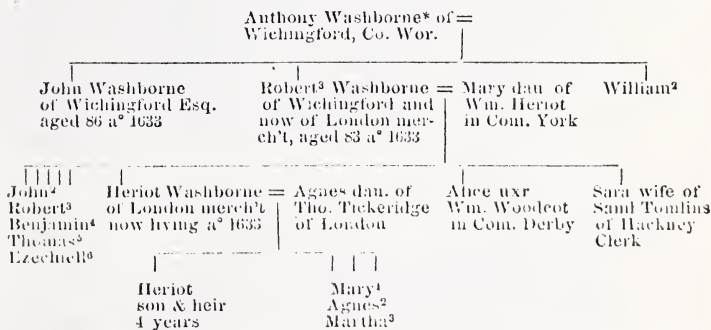 Anthony Washborne* of =
Wichingford, Co. Wor.
John Washborne
of Wichingford Esq.
aged 86 a° 1633
Robert³ Washborne =
of Wichingford and
now of London mer-
ch't, aged 83 a° 1633
Mary dau of
Wm. Heriot
in Com. York
William²
John²
Robert³
Benjamin⁴
Thomas⁵
Ezechiell⁶
Heriot Washborne =
of London merch't
now living a° 1633
Agnes dau. of
Tho. Tickeridge
of London
Alice uxr
Wm. Woodcot
in Com. Derby
Sara wife of
Saml Tomlins
of Hackney
Clerk
Heriot
son & heir
4 years
Mary¹
Agnes²
Martha³